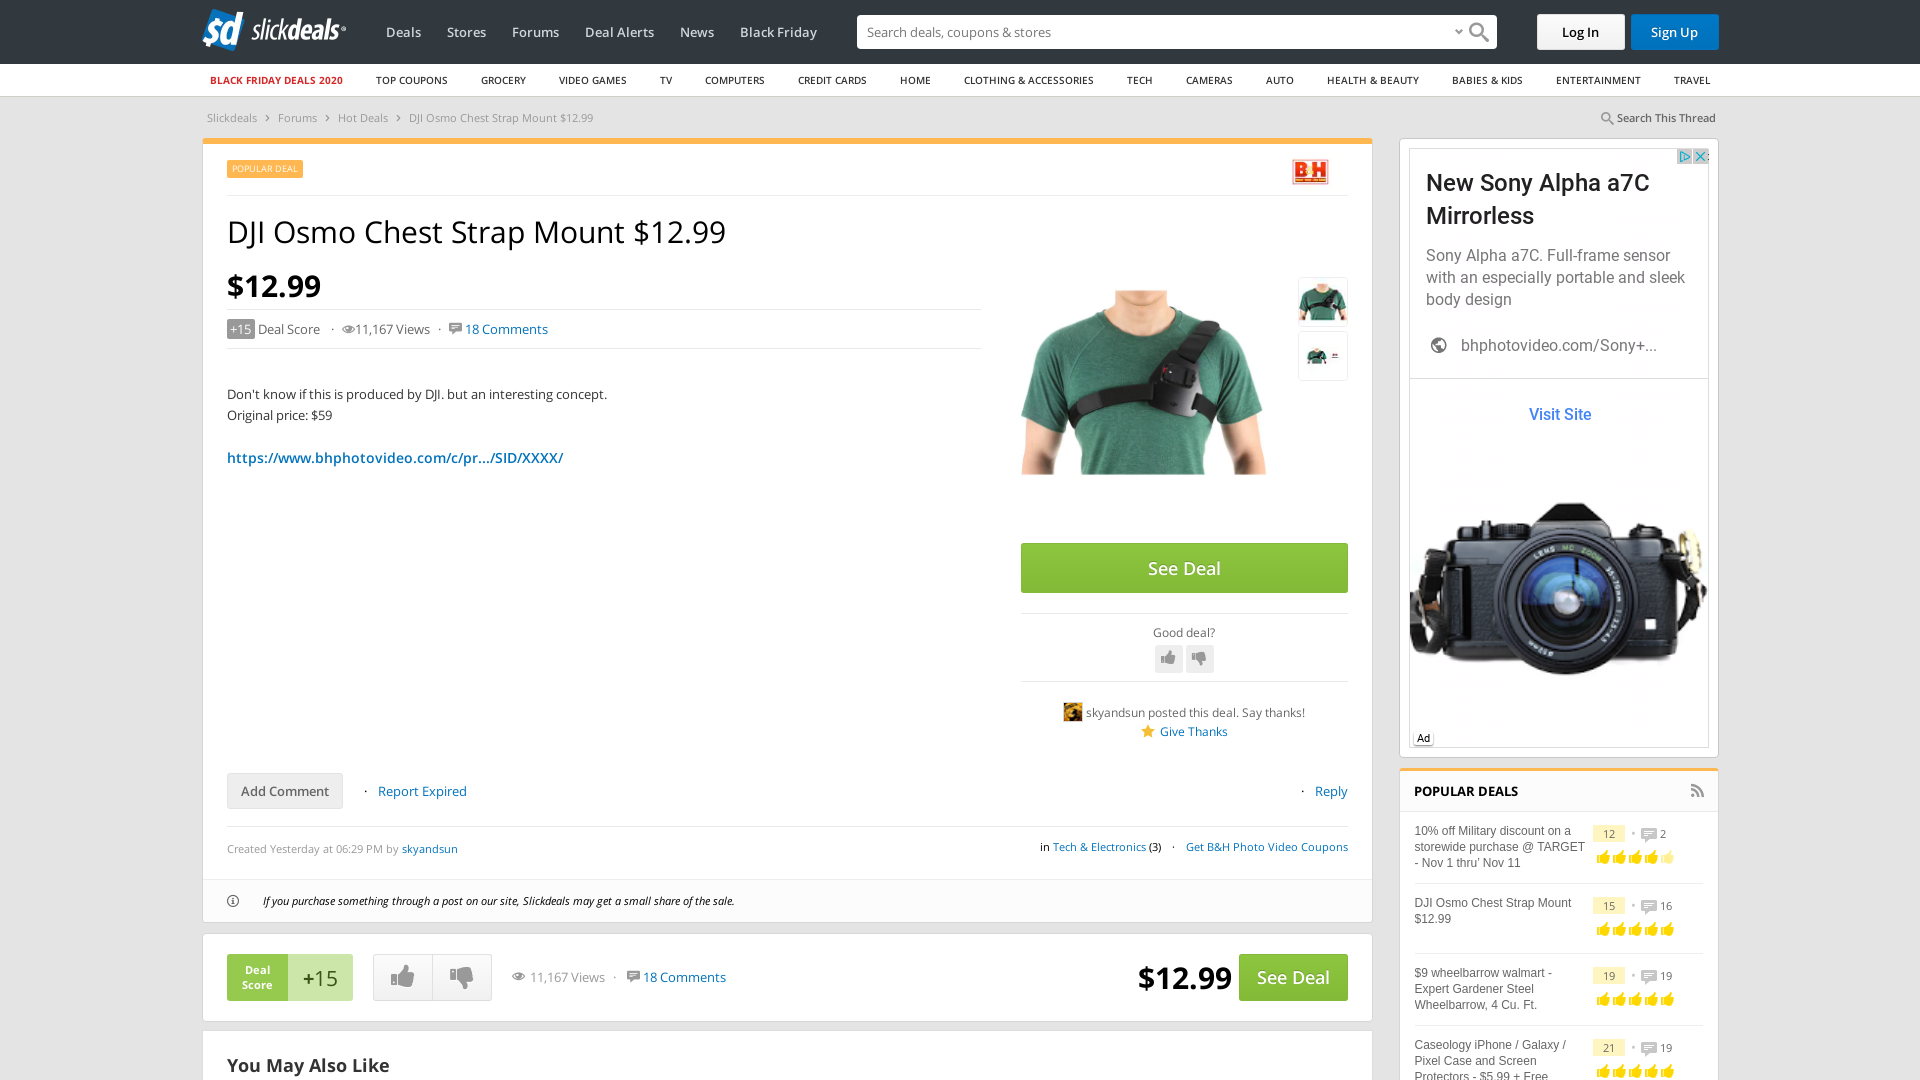 slickdeals
Deals
Stores
Forums
Deal Alerts
News
Black Friday
Search deals, coupons & stores
Log In
Sign Up
BLACK FRIDAY DEALS 2020
TOP COUPONS
GROCERY
VIDEO GAMES
TV
COMPUTERS
CREDIT CARDS
HOME
CLOTHING & ACCESSORIES
TECH
CAMERAS
AUTO
HEALTH & BEAUTY
BABIES & KIDS
ENTERTAINMENT
TRAVEL
Slickdeals > Forums > Hot Deals > DJI Osmo Chest Strap Mount $12.99
Search This Thread
POPULAR DEAL
B&H
DJI Osmo Chest Strap Mount $12.99
$12.99
+15 Deal Score · 11,167 Views · 18 Comments
Don't know if this is produced by DJI. but an interesting concept.
Original price: $59
https://www.bhphotovideo.com/c/pr.../SID/XXXX/
See Deal
Good deal?
skyandsun posted this deal. Say thanks!
Give Thanks
Add Comment · Report Expired
· Reply
Created Yesterday at 06:29 PM by skyandsun
in Tech & Electronics (3) · Get B&H Photo Video Coupons
If you purchase something through a post on our site, Slickdeals may get a small share of the sale.
Deal
Score
+15
11,167 Views · 18 Comments
$12.99
See Deal
You May Also Like
New Sony Alpha a7C
Mirrorless
Sony Alpha a7C. Full-frame sensor
with an especially portable and sleek
body design
bhphotovideo.com/Sony+...
Visit Site
Ad
POPULAR DEALS
10% off Military discount on a
storewide purchase @ TARGET
- Nov 1 thru’ Nov 11
12 • 2
DJI Osmo Chest Strap Mount
$12.99
15 • 16
$9 wheelbarrow walmart -
Expert Gardener Steel
Wheelbarrow, 4 Cu. Ft.
19 • 19
Caseology iPhone / Galaxy /
Pixel Case and Screen
Protectors - $5.99 + Free
21 • 19